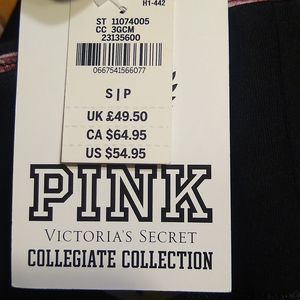 H1-442
ST 11074005
CC 3GCM
23135600
0667541566077
S|P
UK £49.50
CA $64.95
US $54.95
PINK
VICTORIA'S SECRET
COLLEGIATE COLLECTION